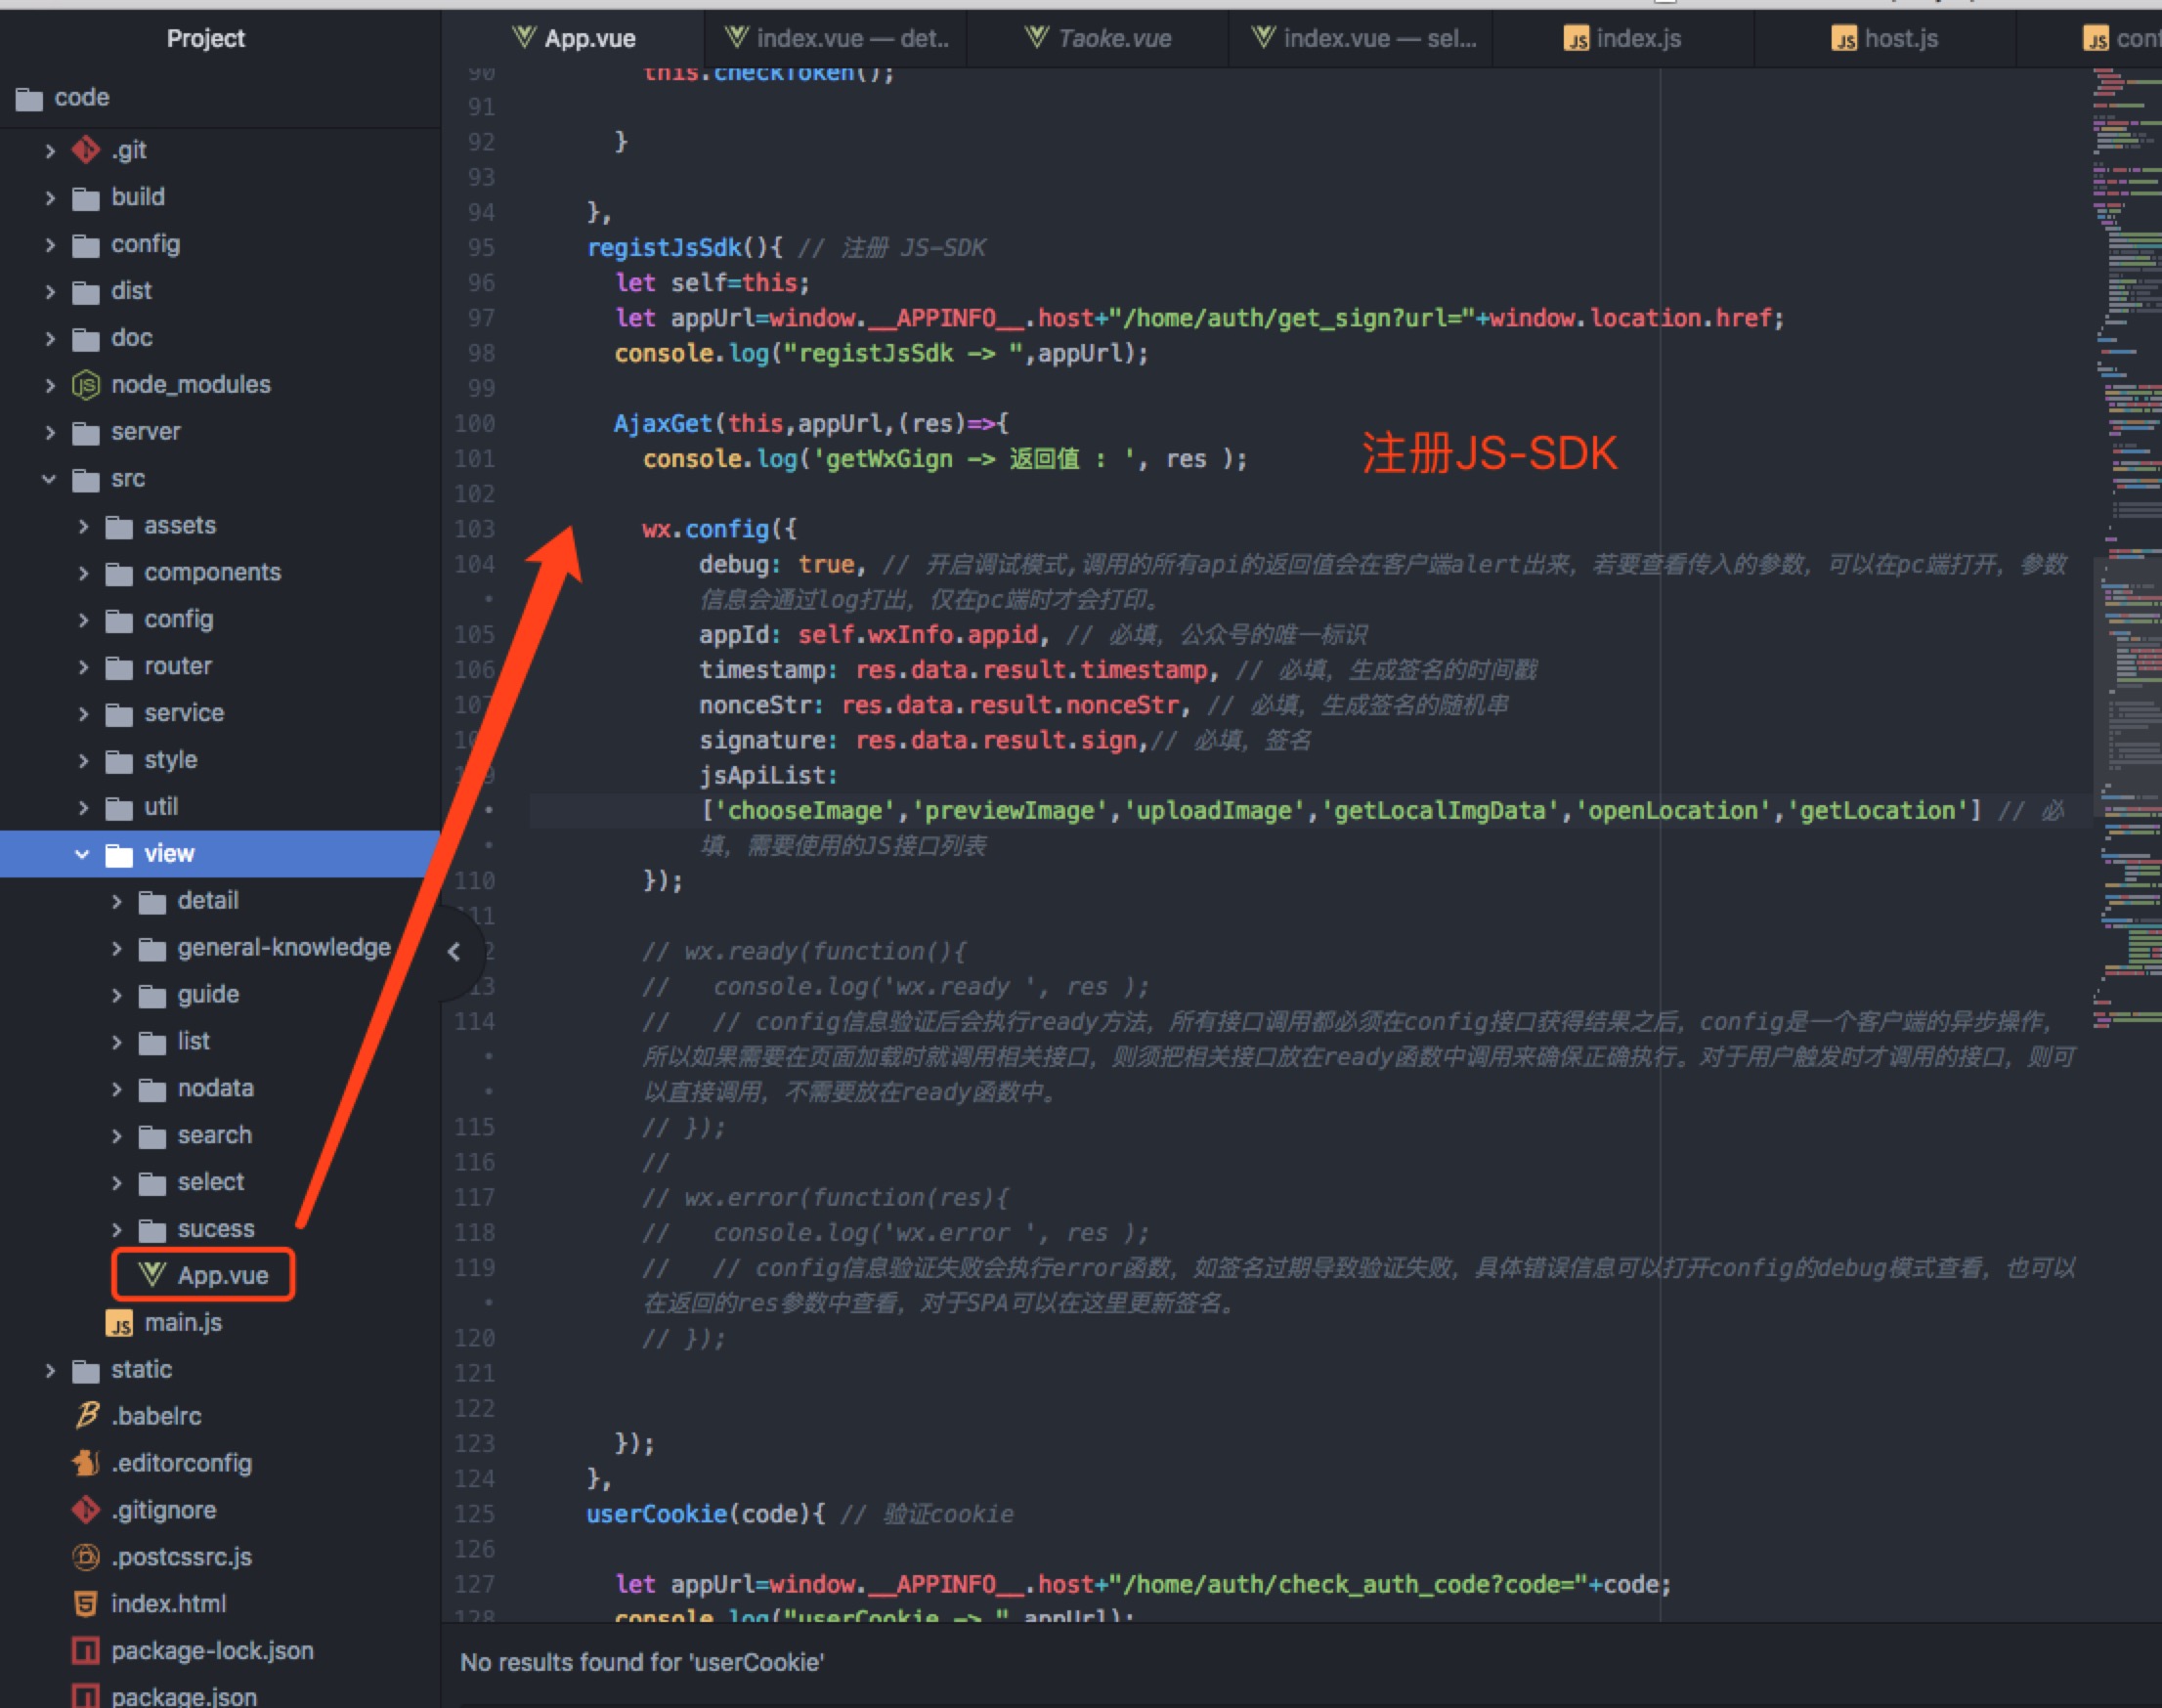 Project
code
.git
build
config
dist
doc
node_modules
server
src
assets
components
config
router
service
style
util
view
detail
general-knowledge
guide
list
nodata
search
select
sucess
App.vue
main.js
static
.babelrc
.editorconfig
.gitignore
.postcssrc.js
index.html
package-lock.json
package.json
App.vue
index.vue — det..
Taoke.vue
index.vue — sel...
index.js
host.js
90 this.checkToken();
91
92 }
93
94 },
95 registJsSdk(){ // 注册 JS-SDK
96 let self=this;
97 let appUrl=window.__APPINFO__.host+"/home/auth/get_sign?url="+window.location.href;
98 console.log("registJsSdk -> ",appUrl);
99
100 AjaxGet(this,appUrl,(res)=>{
注册JS-SDK
101 console.log('getWxGign -> 返回值 : ', res );
102
103 wx.config({
104 debug: true, // 开启调试模式,调用的所有api的返回值会在客户端alert出来，若要查看传入的参数，可以在pc端打开，参数
信息会通过log打出，仅在pc端时才会打印。
105 appId: self.wxInfo.appid, // 必填，公众号的唯一标识
106 timestamp: res.data.result.timestamp, // 必填，生成签名的时间戳
nonceStr: res.data.result.nonceStr, // 必填，生成签名的随机串
signature: res.data.result.sign,// 必填，签名
jsApiList:
['chooseImage','previewImage','uploadImage','getLocalImgData','openLocation','getLocation'] // 必
填，需要使用的JS接口列表
110 });
// wx.ready(function(){
// console.log('wx.ready ', res );
114 // // config信息验证后会执行ready方法，所有接口调用都必须在config接口获得结果之后，config是一个客户端的异步操作，
所以如果需要在页面加载时就调用相关接口，则须把相关接口放在ready函数中调用来确保正确执行。对于用户触发时才调用的接口，则可
以直接调用，不需要放在ready函数中。
115 // });
116 //
117 // wx.error(function(res){
118 // console.log('wx.error ', res );
119 // // config信息验证失败会执行error函数，如签名过期导致验证失败，具体错误信息可以打开config的debug模式查看，也可以
在返回的res参数中查看，对于SPA可以在这里更新签名。
120 // });
121
122
123 });
124 },
125 userCookie(code){ // 验证cookie
126
127 let appUrl=window.__APPINFO__.host+"/home/auth/check_auth_code?code="+code;
128 console.log("userCookie -> ",appUrl);
No results found for 'userCookie'